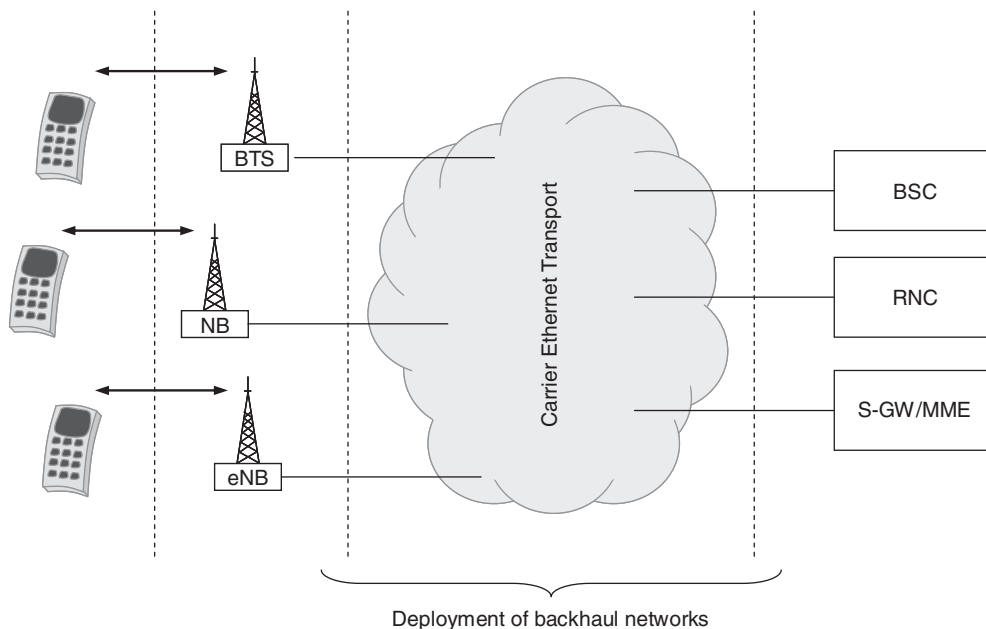 BTS
BSC
Carrier Ethernet Transport
NB
RNC
S-GW/MME
eNB
Deployment of backhaul networks